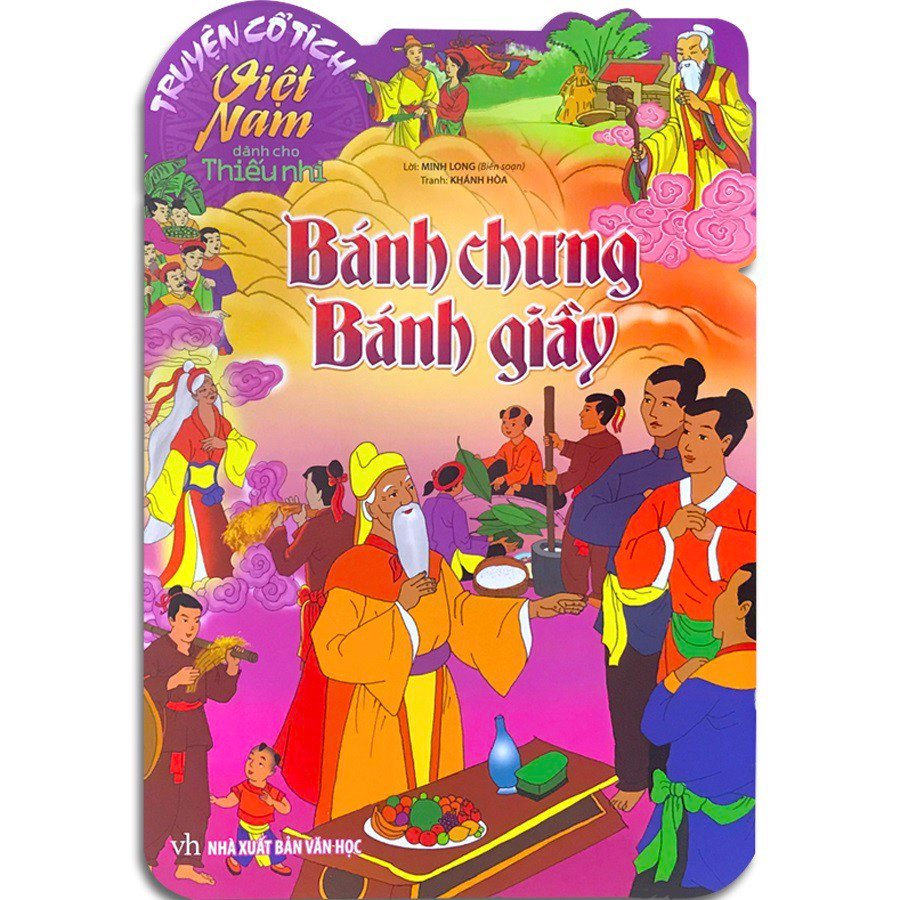 TRUYỆN CỔ TÍCH
Việt
Nam
dành cho
Thiếu nhi
Lời: MINH LONG (Biên soạn)
Tranh: KHÁNH HÒA
Bánh chưng
Bánh giầy
vh NHÀ XUẤT BẢN VĂN HỌC